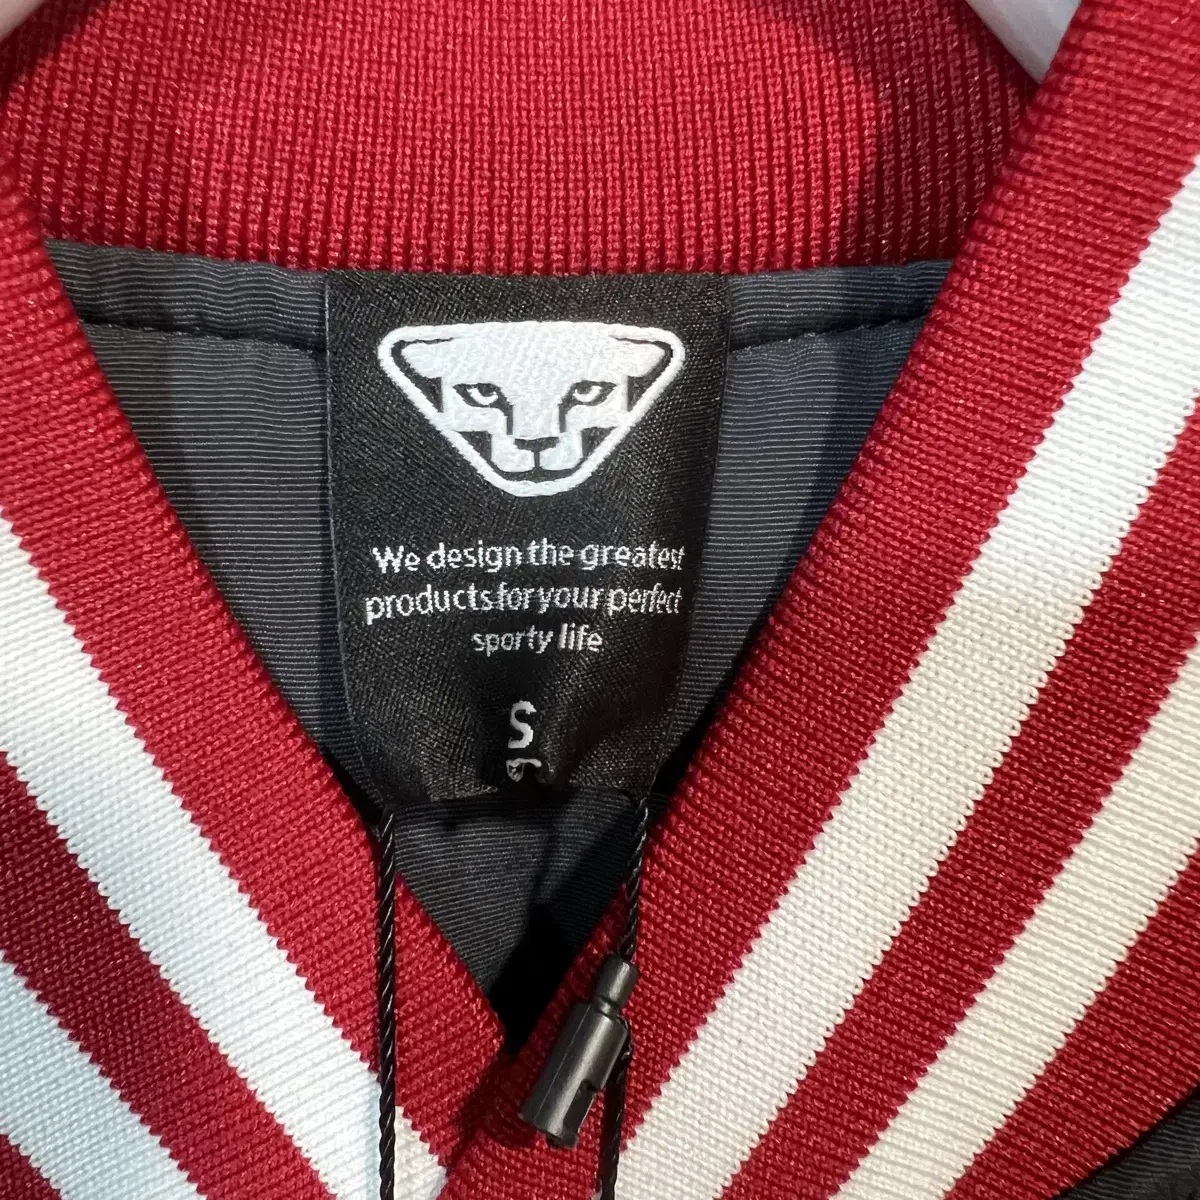 We design the greatest
products for your perfect
sporty life
S